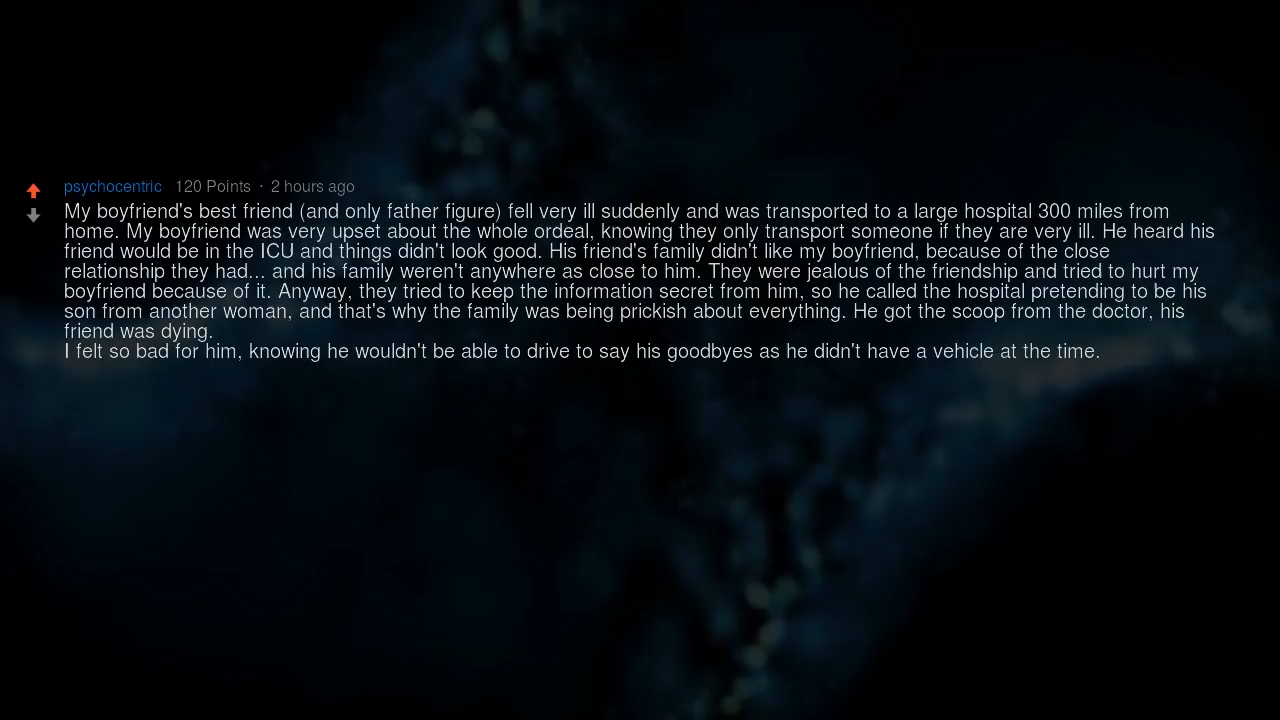 psychocentric 120 Points · 2 hours ago
My boyfriend's best friend (and only father figure) fell very ill suddenly and was transported to a large hospital 300 miles from
home. My boyfriend was very upset about the whole ordeal, knowing they only transport someone if they are very ill. He heard his
friend would be in the ICU and things didn't look good. His friend's family didn't like my boyfriend, because of the close
relationship they had... and his family weren't anywhere as close to him. They were jealous of the friendship and tried to hurt my
boyfriend because of it. Anyway, they tried to keep the information secret from him, so he called the hospital pretending to be his
son from another woman, and that's why the family was being prickish about everything. He got the scoop from the doctor, his
friend was dying.
I felt so bad for him, knowing he wouldn't be able to drive to say his goodbyes as he didn't have a vehicle at the time.